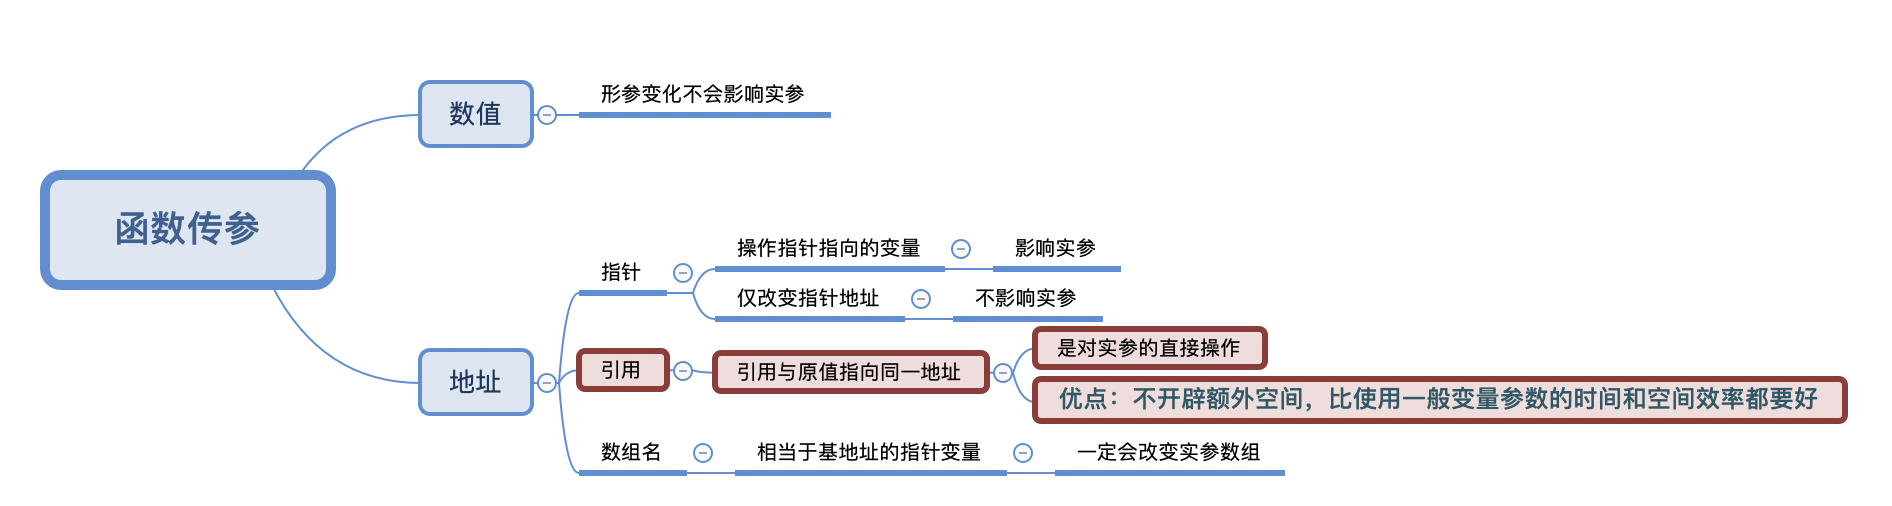 函数传参
数值
形参变化不会影响实参
地址
指针
操作指针指向的变量
影响实参
仅改变指针地址
不影响实参
引用
引用与原值指向同一地址
是对实参的直接操作
优点：不开辟额外空间，比使用一般变量参数的时间和空间效率都要好
数组名
相当于基地址的指针变量
一定会改变实参数组